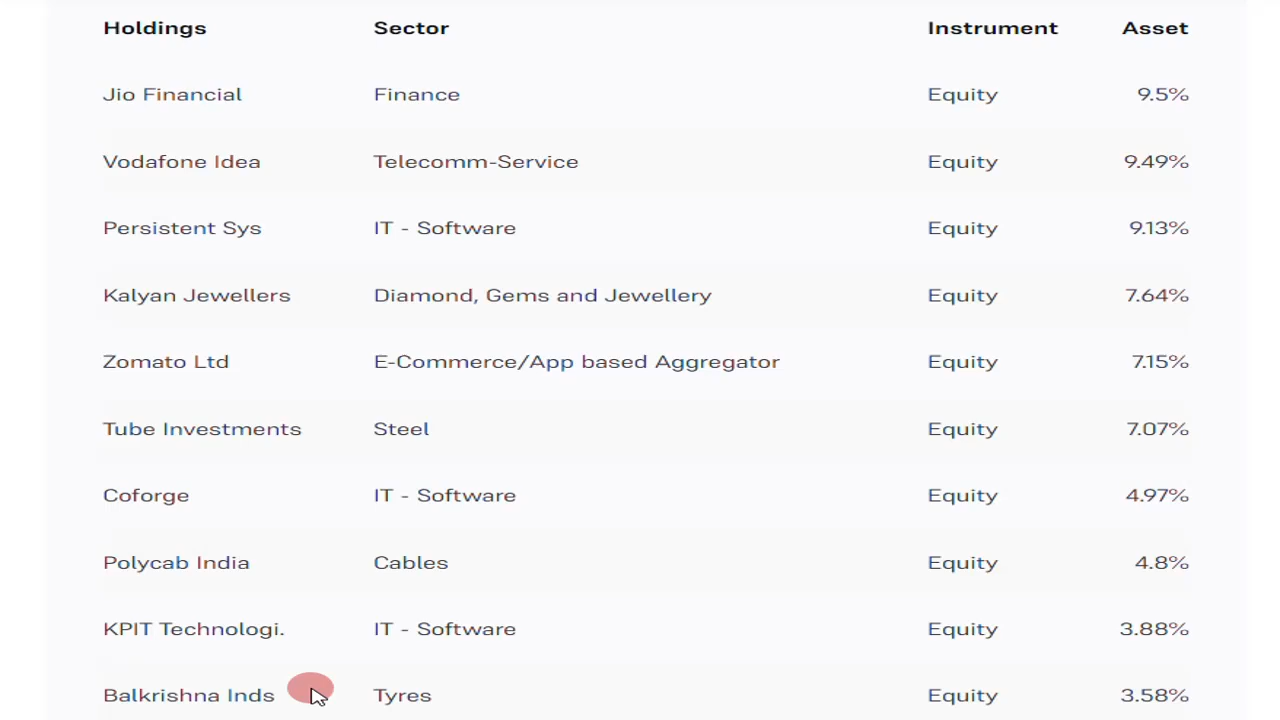 Holdings Sector Instrument Asset
Jio Financial Finance Equity 9.5%
Vodafone Idea Telecomm-Service Equity 9.49%
Persistent Sys IT - Software Equity 9.13%
Kalyan Jewellers Diamond, Gems and Jewellery Equity 7.64%
Zomato Ltd E-Commerce/App based Aggregator Equity 7.15%
Tube Investments Steel Equity 7.07%
Coforge IT - Software Equity 4.97%
Polycab India Cables Equity 4.8%
KPIT Technologi. IT - Software Equity 3.88%
Balkrishna Inds Tyres Equity 3.58%